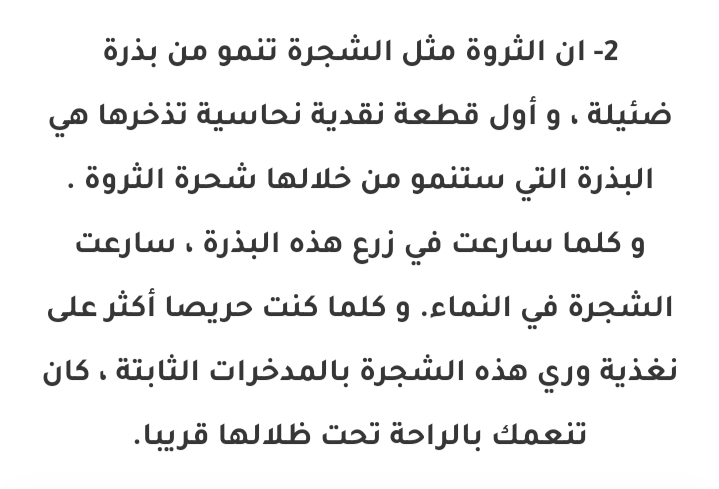 2- ان الثروة مثل الشجرة تنمو من بذرة
ضئيلة ، و أول قطعة نقدية نحاسية تذخرها هي
البذرة التي ستنمو من خلالها شحرة الثروة .
و كلما سارعت في زرع هذه البذرة ، سارعت
الشجرة في النماء. و كلما كنت حريصا أكثر على
نغذية وري هذه الشجرة بالمدخرات الثابتة ، كان
تنعمك بالراحة تحت ظلالها قريبا.